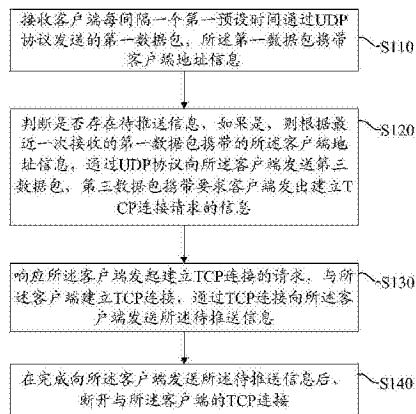 接收客户端每间隔一个第一预设时间通过UDP
协议发送的第一数据包，所述第一数据包携带
客户端地址信息
S110
判断是否存在待推送信息，如果是，则根据最
近一次接收的第一数据包携带的所述客户端地
址信息，通过UDP协议向所述客户端发送第三
数据包，第三数据包携带要求客户端发出建立T
CP连接请求的信息
S120
响应所述客户端发起建立TCP连接的请求，与所
述客户端建立TCP连接，通过TCP连接向所述客
户端发送所述待推送信息
S130
在完成向所述客户端发送所述待推送信息后、
断开与所述客户端的TCP连接
S140